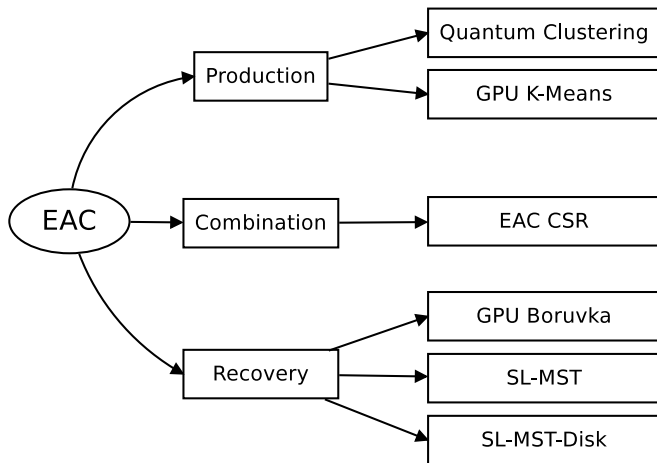 Quantum Clustering
Production
GPU K-Means
EAC
Combination
EAC CSR
GPU Boruvka
Recovery
SL-MST
SL-MST-Disk